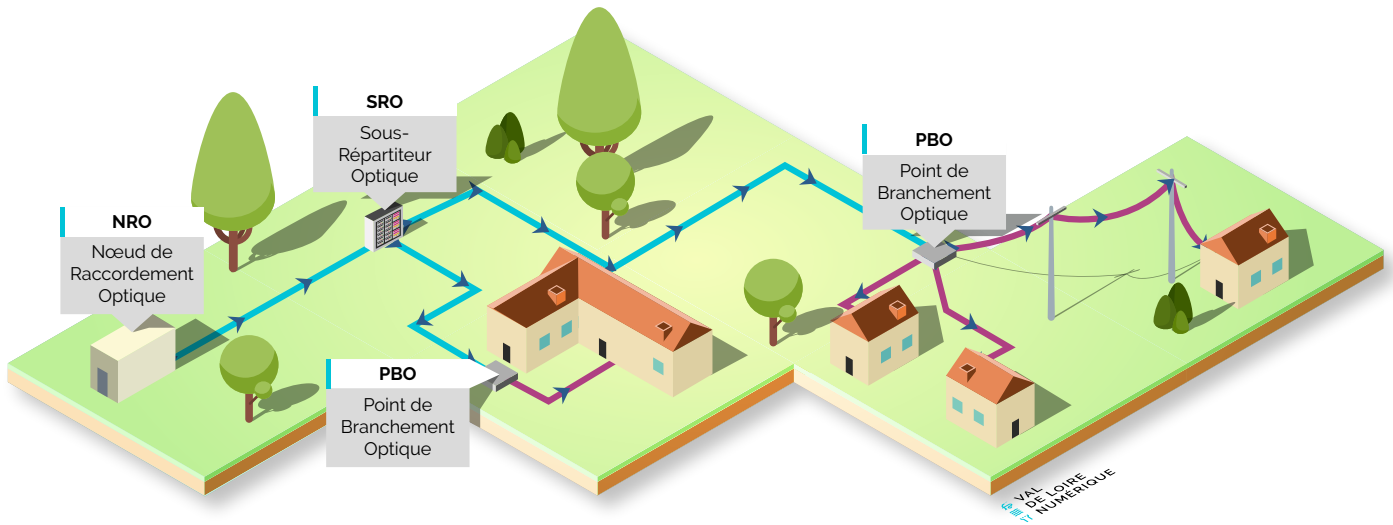 SRO
Sous-
Répartiteur
Optique
PBO
Point de
Branchement
Optique
NRO
Nœud de
Raccordement
Optique
PBO
Point de
Branchement
Optique
VAL
DE LOIRE
NUMÉRIQUE